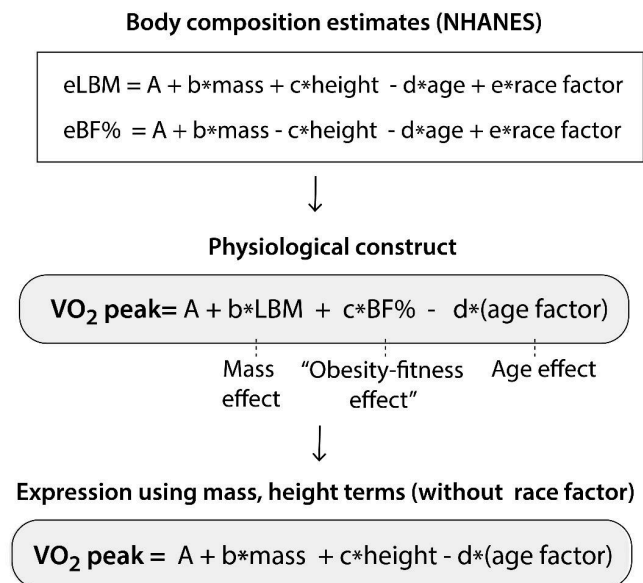 Body composition estimates (NHANES)
eLBM = A + b*mass + c*height - d*age + e*race factor
eBF% = A + b*mass - c*height - d*age + e*race factor
Physiological construct
VO₂ peak= A + b*LBM + c*BF% - d*(age factor)
Mass effect
"Obesity-fitness effect"
Age effect
Expression using mass, height terms (without race factor)
VO₂ peak = A + b*mass + c*height - d*(age factor)